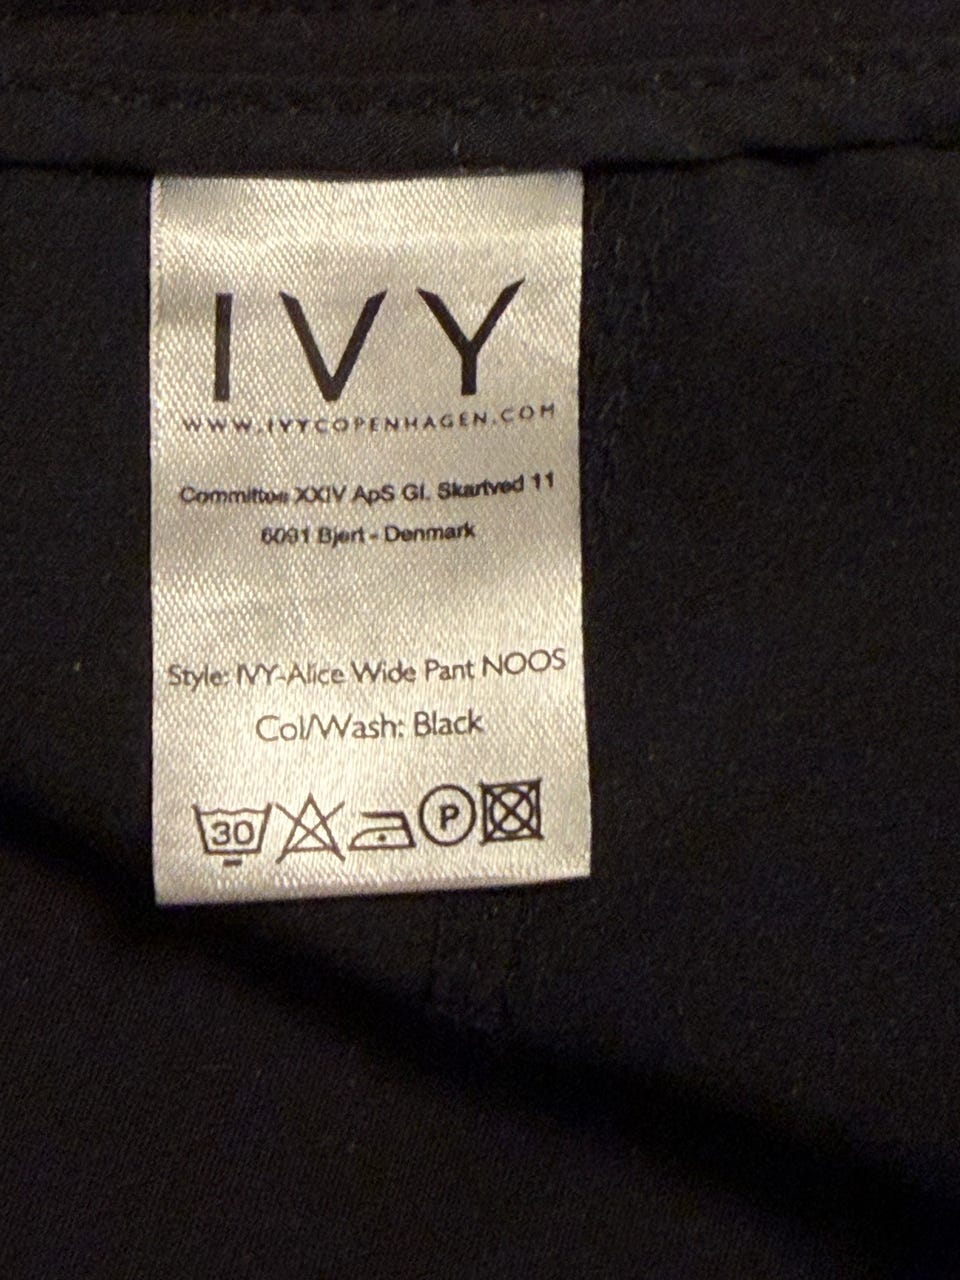 IVY
WWW.IVYCOPENHAGEN.COM
Committee XXIV ApS Gl. Skartved 11
6091 Bjert - Denmark
Style: IVY-Alice Wide Pant NOOS
Col/Wash: Black
30
P